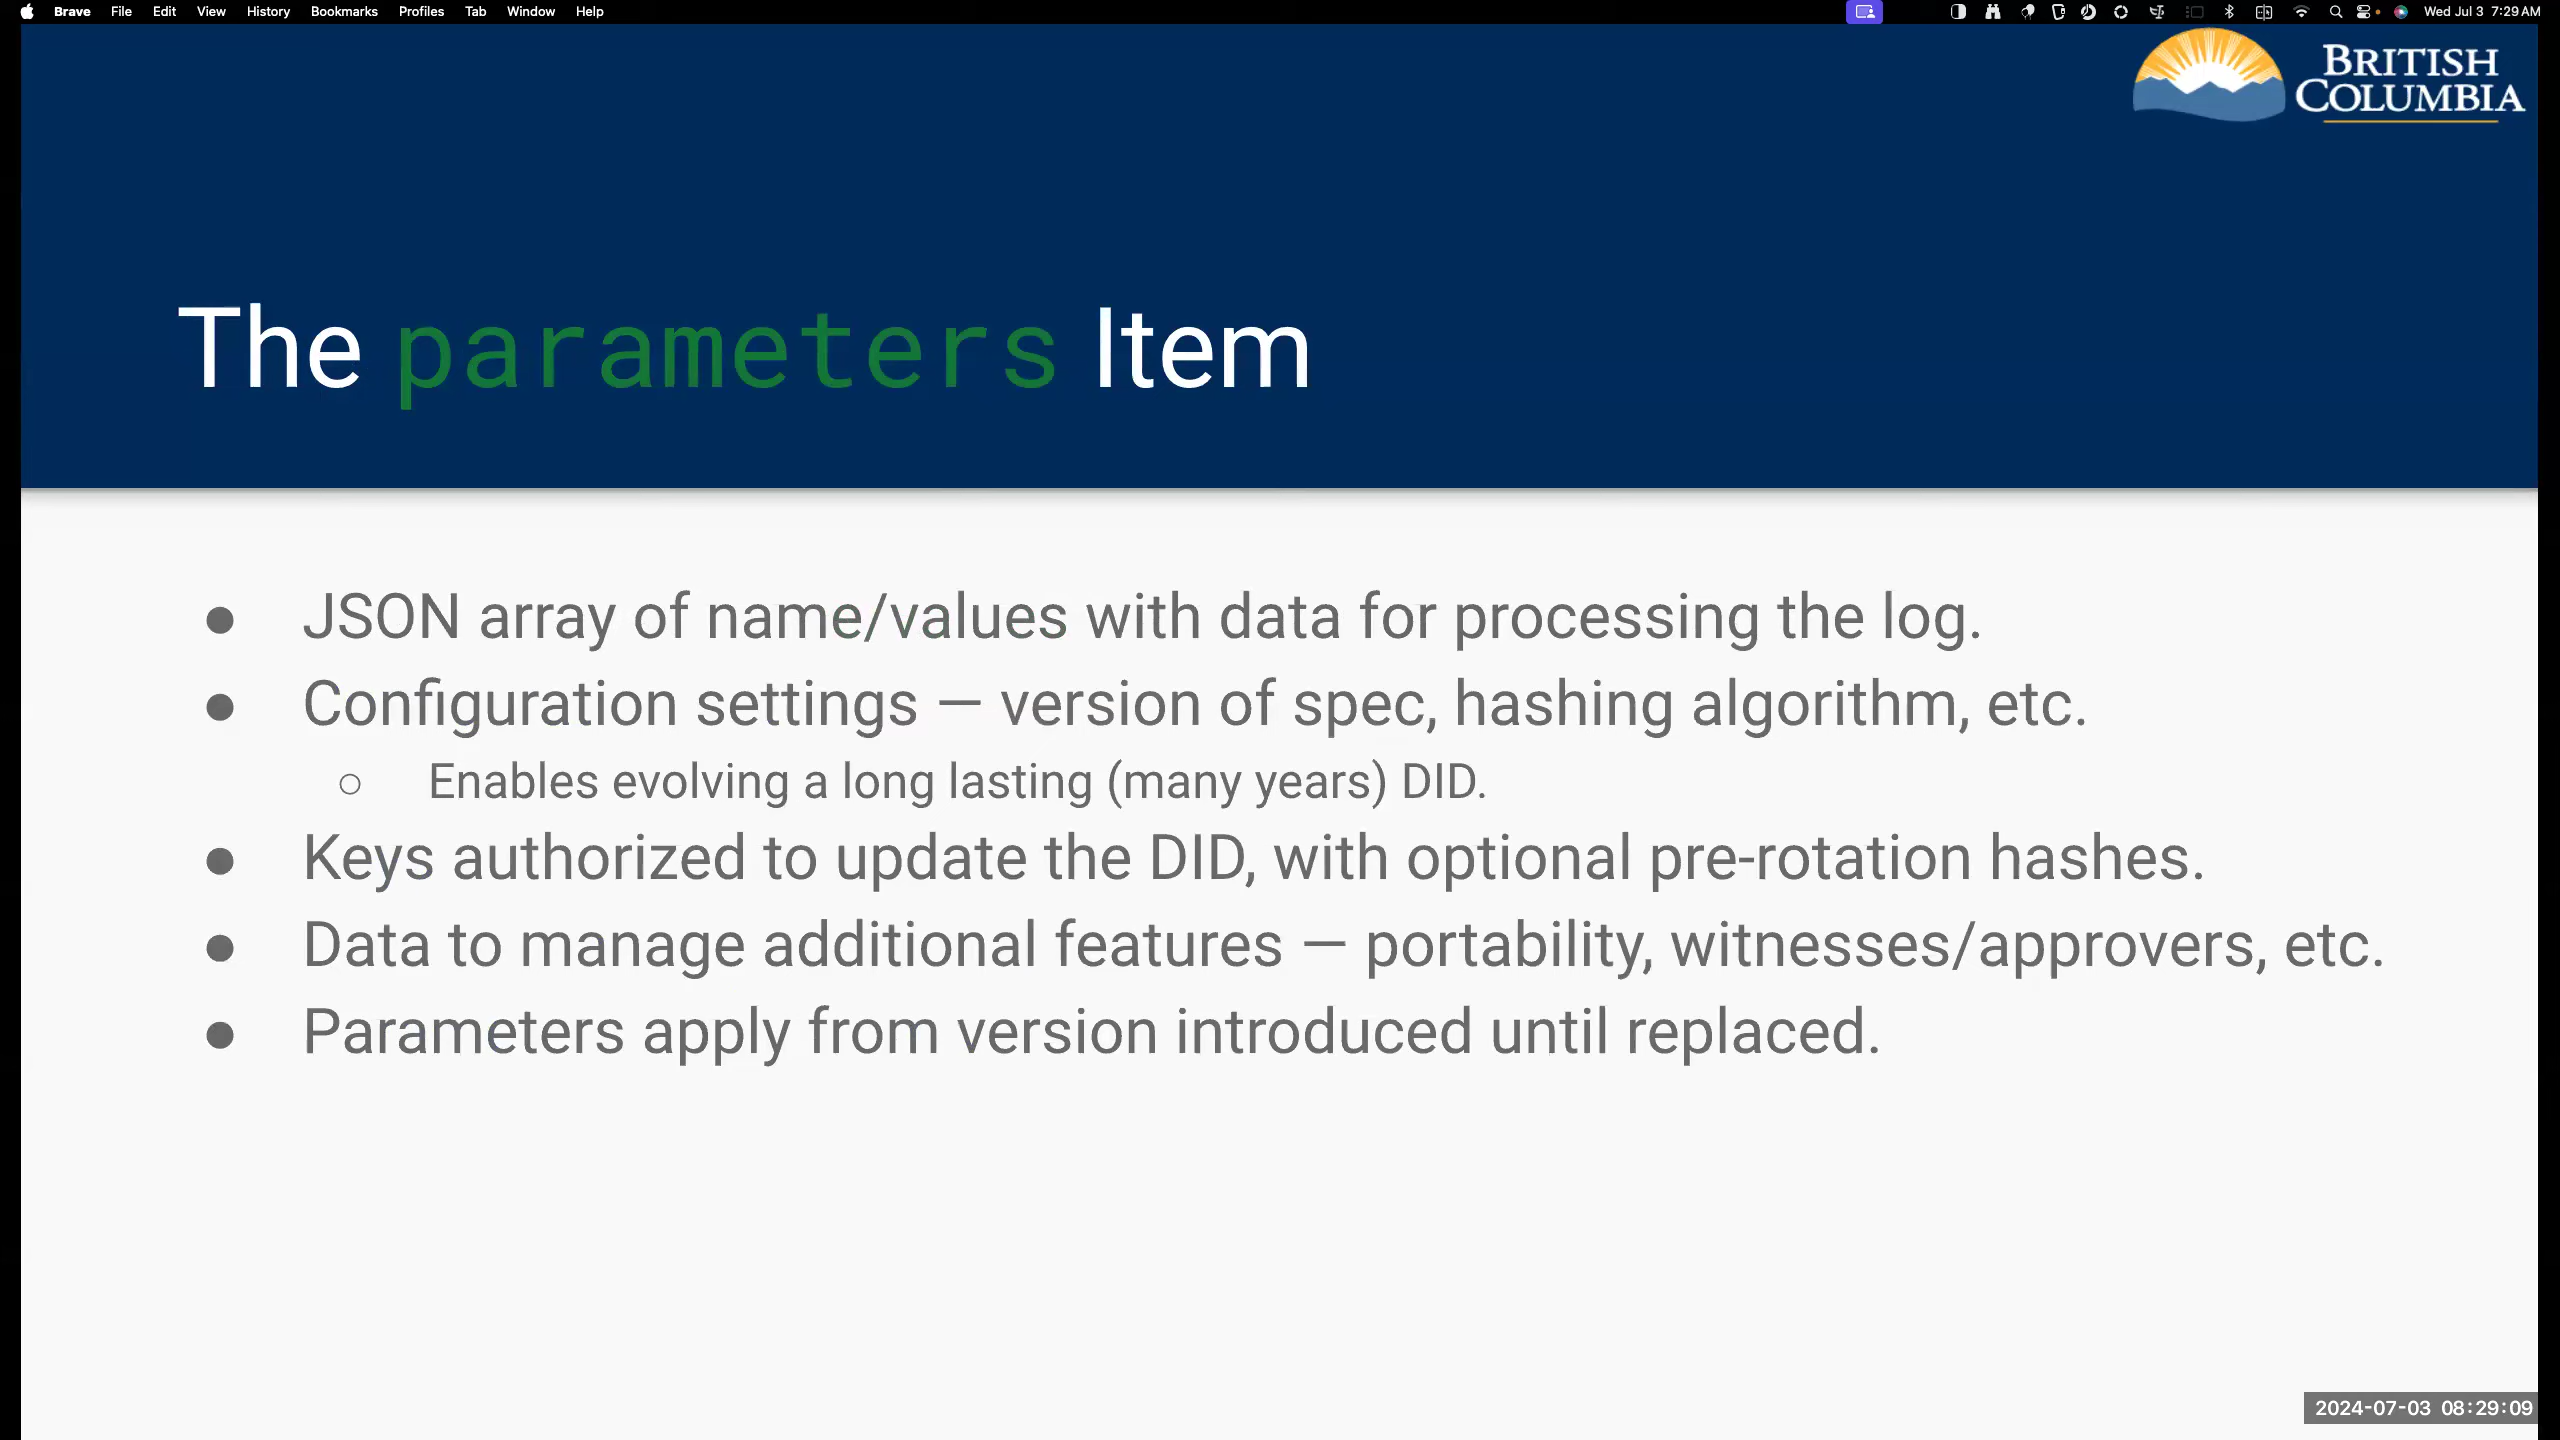 Brave File Edit View History Bookmarks Profiles Tab Window Help Wed Jul 3 7:29 AM
BRITISH
COLUMBIA
The parameters Item
● JSON array of name/values with data for processing the log.
● Configuration settings — version of spec, hashing algorithm, etc.
○ Enables evolving a long lasting (many years) DID.
● Keys authorized to update the DID, with optional pre-rotation hashes.
● Data to manage additional features — portability, witnesses/approvers, etc.
● Parameters apply from version introduced until replaced.
2024-07-03 08:29:09